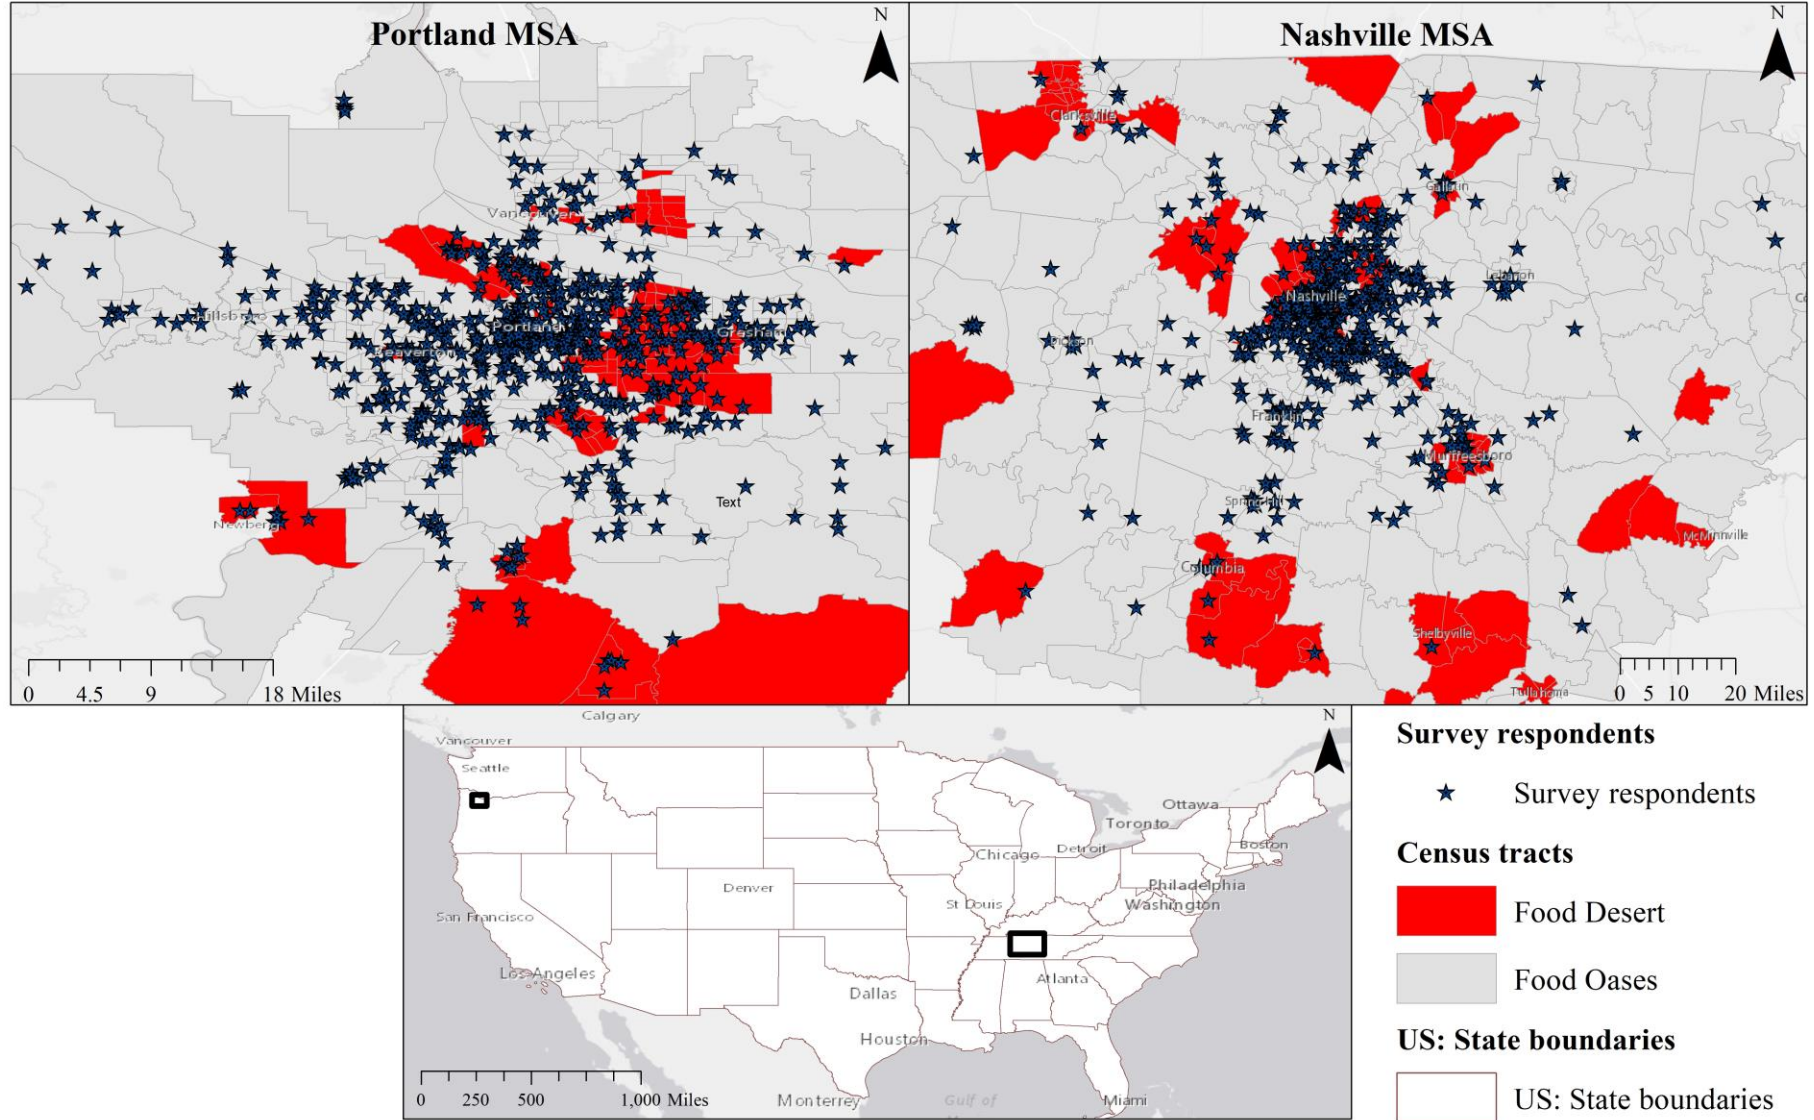 Portland MSA
N
Vancouver
Hillsboro
Portland
Gresham
Beaverton
Text
Newberg
0 4.5 9 18 Miles
Nashville MSA
N
Clarksville
Gallatin
Lebanon
Nashville
Dickson
Franklin
Murfreesboro
Spring Hill
McMinnville
Columbia
Shelbyville
Tullahoma
0 5 10 20 Miles
Calgary
N
Vancouver
Seattle
Ottawa
Toronto
Boston
Chicago
Detroit
Denver
Philadelphia
St Louis
Washington
San Francisco
Los Angeles
Atlanta
Dallas
Houston
0 250 500 1,000 Miles
Monterrey
Gulf of
Miami
Survey respondents
Survey respondents
Census tracts
Food Desert
Food Oases
US: State boundaries
US: State boundaries